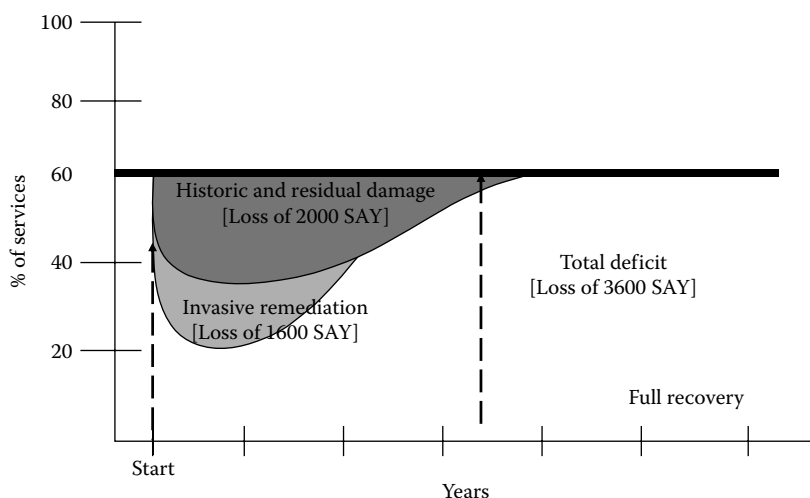 100
80
60
40
20
% of services
Historic and residual damage
[Loss of 2000 SAY]
Invasive remediation
[Loss of 1600 SAY]
Total deficit
[Loss of 3600 SAY]
Full recovery
Start
Years